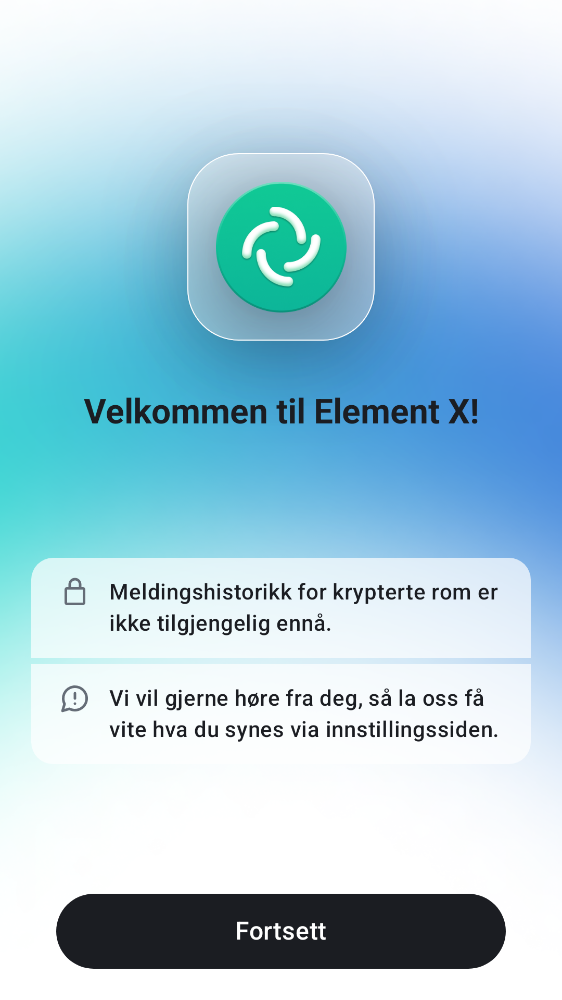 Velkommen til Element X!
Meldingshistorikk for krypterte rom er
ikke tilgjengelig ennå.
Vi vil gjerne høre fra deg, så la oss få
vite hva du synes via innstillingssiden.
Fortsett